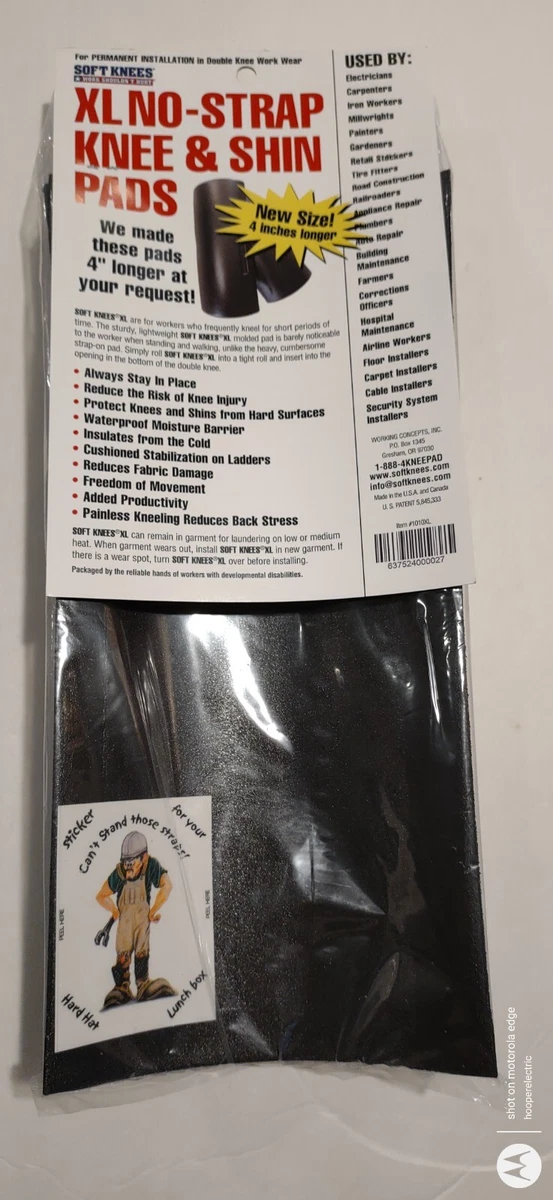 For PERMANENT INSTALLATION in Double Knee Work Wear
SOFT KNEES®
WORK SHOULDN'T HURT
XL NO-STRAP
KNEE & SHIN
PADS
We made
these pads
4" longer at
your request!
New Size!
4 inches longer
SOFT KNEES®XL are for workers who frequently kneel for short periods of
time. The sturdy, lightweight SOFT KNEES®XL molded pad is barely noticeable
to the worker when standing and walking, unlike the heavy, cumbersome
strap-on pad. Simply roll SOFT KNEES®XL into a tight roll and insert into the
opening in the bottom of the double knee.
• Always Stay In Place
• Reduce the Risk of Knee Injury
• Protect Knees and Shins from Hard Surfaces
• Waterproof Moisture Barrier
• Insulates from the Cold
• Cushioned Stabilization on Ladders
• Reduces Fabric Damage
• Freedom of Movement
• Added Productivity
• Painless Kneeling Reduces Back Stress
SOFT KNEES®XL can remain in garment for laundering on low or medium
heat. When garment wears out, install SOFT KNEES®XL in new garment. If
there is a wear spot, turn SOFT KNEES®XL over before installing.
Packaged by the reliable hands of workers with developmental disabilities.
USED BY:
Electricians
Carpenters
Iron Workers
Millwrights
Painters
Gardeners
Retail Stockers
Tire Fitters
Road Construction
Railroaders
Appliance Repair
Plumbers
Auto Repair
Building
Maintenance
Farmers
Corrections
Officers
Hospital
Maintenance
Airline Workers
Floor Installers
Carpet Installers
Cable Installers
Security System
Installers
WORKING CONCEPTS, INC.
P.O. Box 1345
Gresham, OR 97030
1-888-4KNEEPAD
www.softknees.com
info@softknees.com
Made in the U.S.A. and Canada
U. S. PATENT 5,845,333
Item #1010XL
637524000027
sticker
for your
Can't Stand those straps!
PEEL HERE
PEEL HERE
Hard Hat
Lunch box
shot on motorola edge
hooperelectric